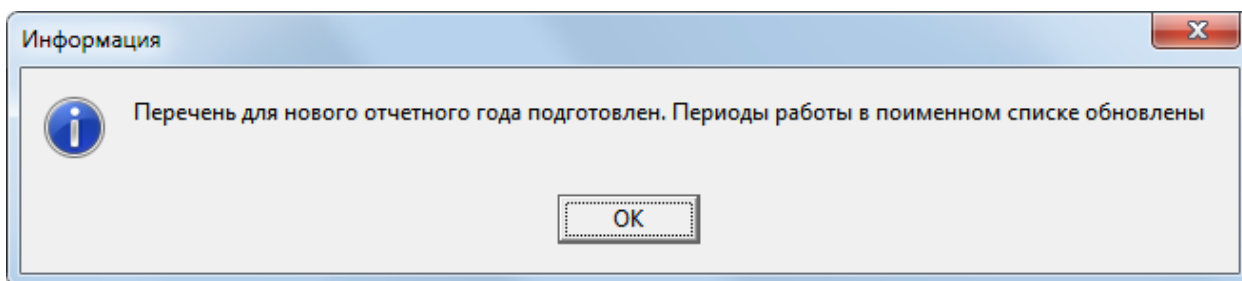 Информация
Перечень для нового отчетного года подготовлен. Периоды работы в поименном списке обновлены
OK